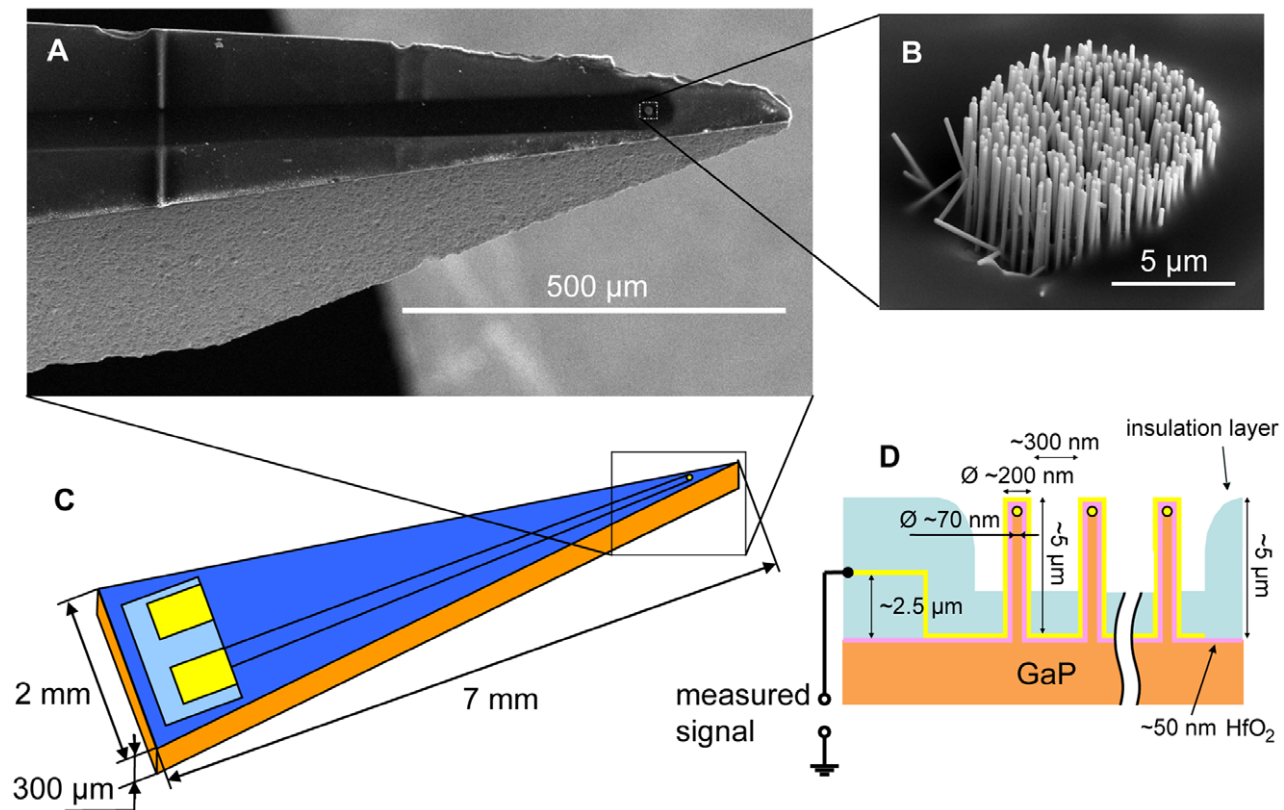 A
500 µm
B
5 µm
C
2 mm
300 µm
7 mm
D
insulation layer
~300 nm
Ø ~200 nm
Ø ~70 nm
~5 µm
~5 µm
~2.5 µm
GaP
measured
signal
~50 nm HfO₂